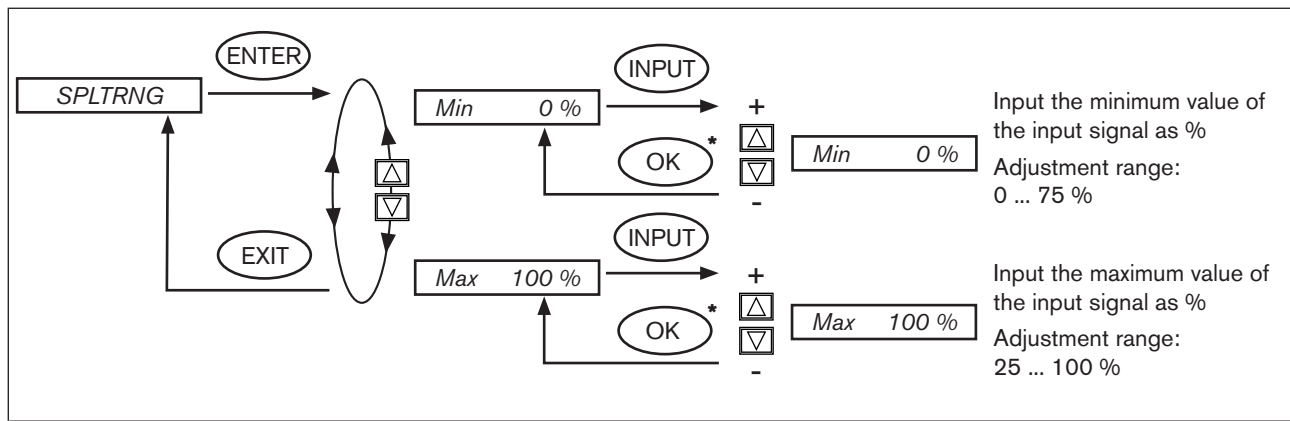 SPLTRNG
ENTER
EXIT
Min 0 %
INPUT
OK *
+
-
Min 0 %
Input the minimum value of
the input signal as %
Adjustment range:
0 ... 75 %
Max 100 %
INPUT
OK *
+
-
Max 100 %
Input the maximum value of
the input signal as %
Adjustment range:
25 ... 100 %